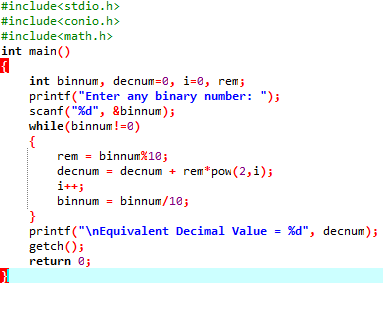 #include<stdio.h>
#include<conio.h>
#include<math.h>
int main()
{
    int binnum, decnum=0, i=0, rem;
    printf("Enter any binary number: ");
    scanf("%d", &binnum);
    while(binnum!=0)
    {
        rem = binnum%10;
        decnum = decnum + rem*pow(2,i);
        i++;
        binnum = binnum/10;
    }
    printf("\nEquivalent Decimal Value = %d", decnum);
    getch();
    return 0;
}